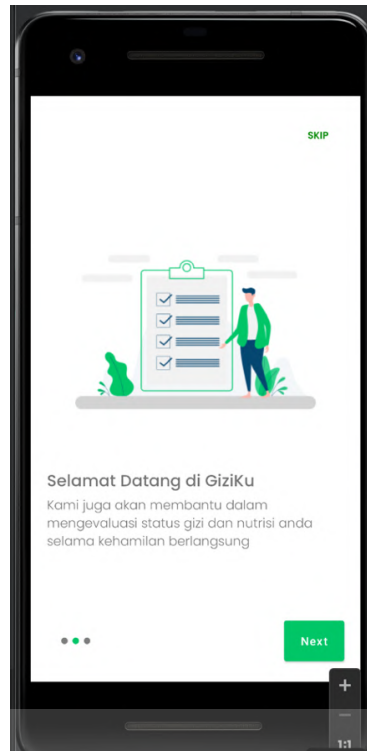 SKIP
Selamat Datang di GiziKu
Kami juga akan membantu dalam
mengevaluasi status gizi dan nutrisi anda
selama kehamilan berlangsung
Next
+
−
1:1